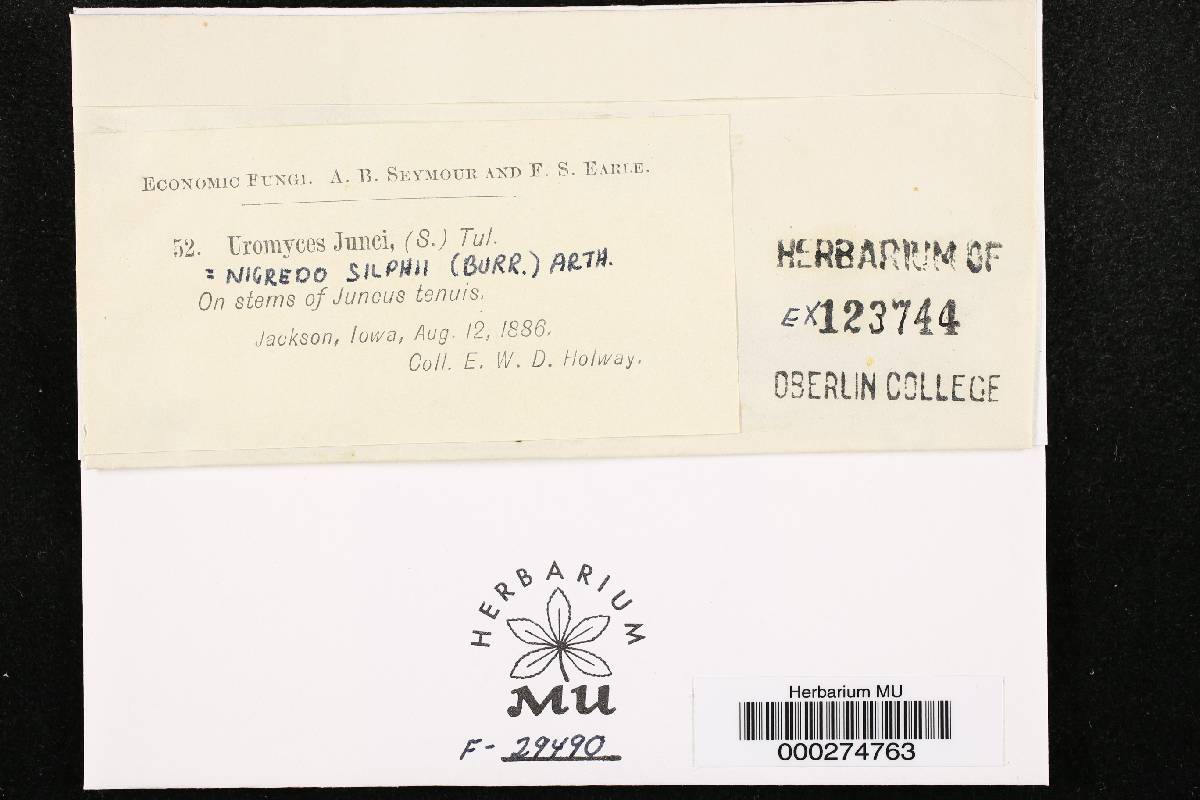 ECONOMIC FUNGI. A. B. SEYMOUR AND F. S. EARLE.
52. Uromyces Junci, (S.) Tul.
= NIGREDO SILPHII (BURR.) ARTH.
On stems of Juncus tenuis.
Jackson, Iowa, Aug. 12, 1886.
Coll. E. W. D. Holway.
HERBARIUM OF
EX123744
OBERLIN COLLEGE
HERBARIUM
MU
F- 29490
Herbarium MU
000274763